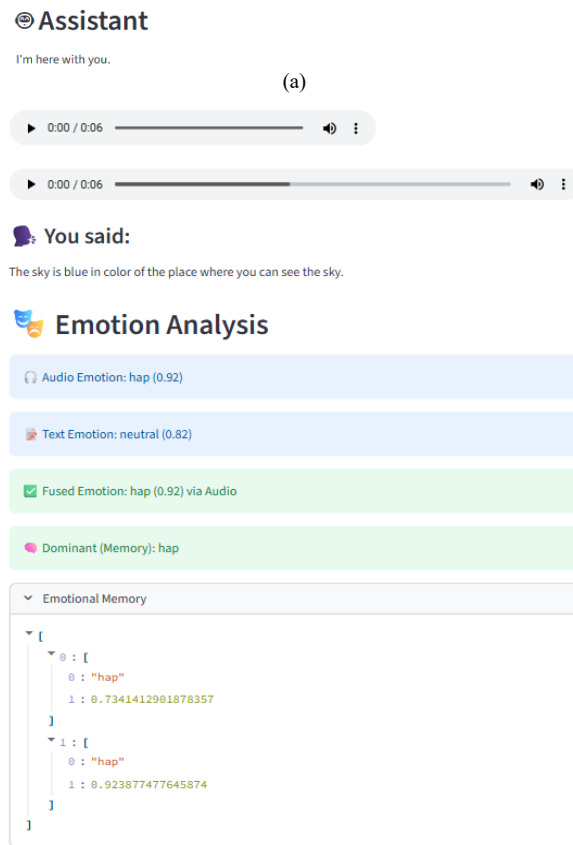 Assistant
I'm here with you.
(a)
0:00 / 0:06
0:00 / 0:06
You said:
The sky is blue in color of the place where you can see the sky.
Emotion Analysis
Audio Emotion: hap (0.92)
Text Emotion: neutral (0.82)
Fused Emotion: hap (0.92) via Audio
Dominant (Memory): hap
Emotional Memory
[
0 : [
0 : "hap"
1 : 0.7341412901878357
]
1 : [
0 : "hap"
1 : 0.923877477645874
]
]